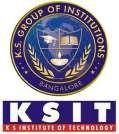 K.S. GROUP OF INSTITUTIONS
BANGALORE
KSIT
K S INSTITUTE OF TECHNOLOGY